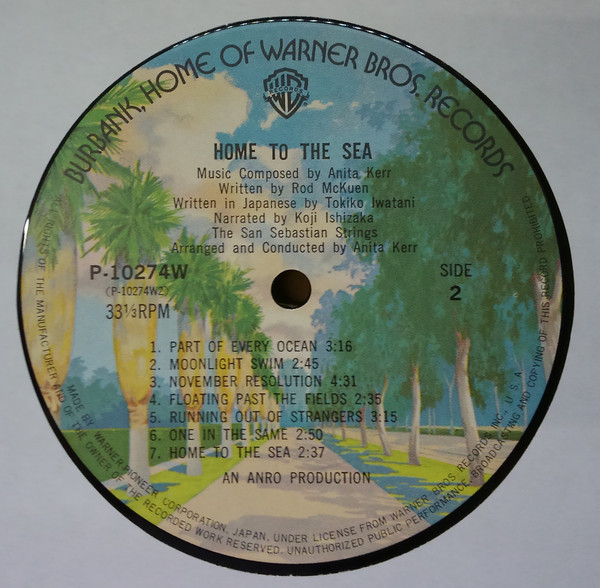 BURBANK, HOME OF WARNER BROS. RECORDS
WB
RECORDS
HOME TO THE SEA
Music Composed by Anita Kerr
Written by Rod McKuen
Written in Japanese by Tokiko Iwatani
Narrated by Koji Ishizaka
The San Sebastian Strings
Arranged and Conducted by Anita Kerr
P-10274W
(P-10274W2)
33⅓RPM
SIDE
2
1. PART OF EVERY OCEAN 3:16
2. MOONLIGHT SWIM 2:45
3. NOVEMBER RESOLUTION 4:31
4. FLOATING PAST THE FIELDS 2:35
5. RUNNING OUT OF STRANGERS 3:15
6. ONE IN THE SAME 2:50
7. HOME TO THE SEA 2:37
AN ANRO PRODUCTION
MADE BY WARNER-PIONEER CORPORATION, JAPAN. UNDER LICENSE FROM WARNER BROS. RECORDS INC., U.S.A.
ALL RIGHTS OF THE MANUFACTURER AND OF THE OWNER OF THE RECORDED WORK RESERVED. UNAUTHORIZED PUBLIC PERFORMANCE, BROADCASTING AND COPYING OF THIS RECORD PROHIBITED